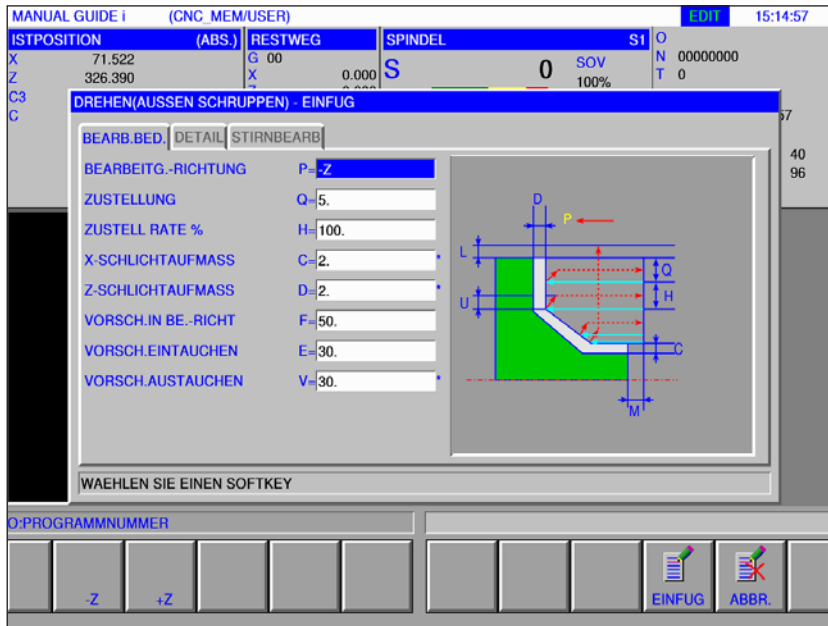 MANUAL GUIDE i (CNC_MEM/USER) EDIT 15:14:57
ISTPOSITION (ABS.) RESTWEG SPINDEL S1 O
X 71.522 G 00 S 0 SOV N 00000000
Z 326.390 X 0.000 100% T 0
C3
C
DREHEN(AUSSEN SCHRUPPEN) - EINFUG
57
BEARB.BED. DETAIL STIRNBEARB
40
96
BEARBEITG.-RICHTUNG P=-Z
ZUSTELLUNG Q=5.
ZUSTELL RATE % H=100.
X-SCHLICHTAUFMASS C=2. *
Z-SCHLICHTAUFMASS D=2. *
VORSCH.IN BE.-RICHT F=50.
VORSCH.EINTAUCHEN E=30.
VORSCH.AUSTAUCHEN V=30. *
D
P
L
Q
U
H
C
M
WAEHLEN SIE EINEN SOFTKEY
O:PROGRAMMNUMMER
-Z +Z EINFUG ABBR.